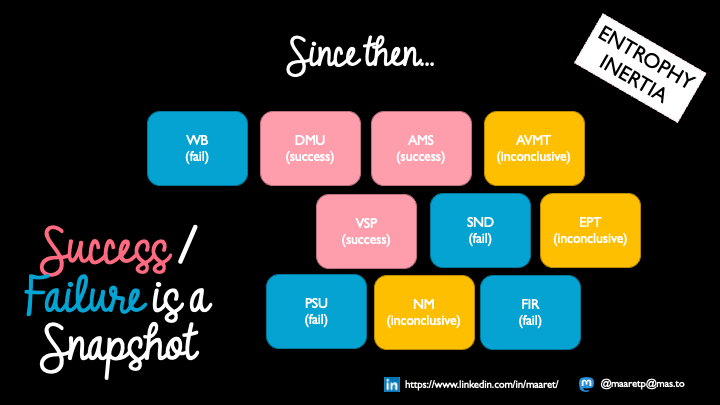 Since then...
ENTROPHY
INERTIA
WB
(fail)
DMU
(success)
AMS
(success)
AVMT
(inconclusive)
VSP
(success)
SND
(fail)
EPT
(inconclusive)
PSU
(fail)
NM
(inconclusive)
FIR
(fail)
Success /
Failure is a
Snapshot
in https://www.linkedin.com/in/maaret/
m @maaretp@mas.to